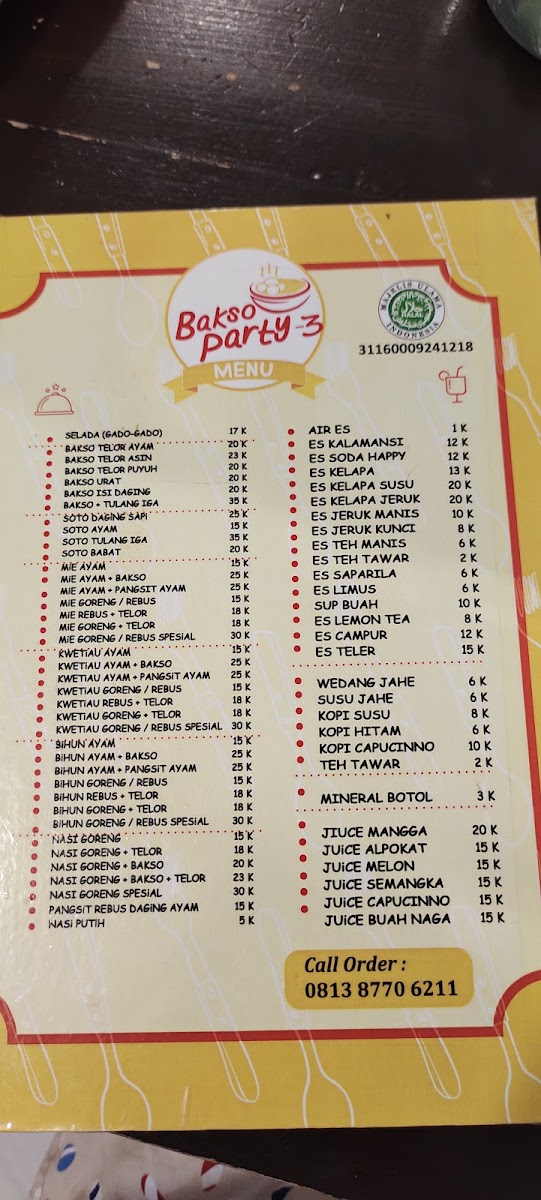 Bakso
Party-3
MENU
MAJELIS ULAMA
HALAL
INDONESIA
31160009241218
SELADA (GADO-GADO) 17 K
BAKSO TELOR AYAM 20 K
BAKSO TELOR ASIN 23 K
BAKSO TELOR PUYUH 20 K
BAKSO URAT 20 K
BAKSO ISI DAGING 20 K
BAKSO + TULANG IGA 35 K
SOTO DAGING SAPI 25 K
SOTO AYAM 15 K
SOTO TULANG IGA 35 K
SOTO BABAT 20 K
MIE AYAM 15 K
MIE AYAM + BAKSO 25 K
MIE AYAM + PANGSIT AYAM 25 K
MIE GORENG / REBUS 15 K
MIE REBUS + TELOR 18 K
MIE GORENG + TELOR 18 K
MIE GORENG / REBUS SPESIAL 30 K
KWETIAU AYAM 15 K
KWETIAU AYAM + BAKSO 25 K
KWETIAU AYAM + PANGSIT AYAM 25 K
KWETIAU GORENG / REBUS 15 K
KWETIAU REBUS + TELOR 18 K
KWETIAU GORENG + TELOR 18 K
KWETIAU GORENG / REBUS SPESIAL 30 K
BIHUN AYAM 15 K
BIHUN AYAM + BAKSO 25 K
BIHUN AYAM + PANGSIT AYAM 25 K
BIHUN GORENG / REBUS 15 K
BIHUN REBUS + TELOR 18 K
BIHUN GORENG + TELOR 18 K
BIHUN GORENG / REBUS SPESIAL 30 K
NASI GORENG 15 K
NASI GORENG + TELOR 18 K
NASI GORENG + BAKSO 20 K
NASI GORENG + BAKSO + TELOR 23 K
NASI GORENG SPESIAL 30 K
PANGSIT REBUS DAGING AYAM 15 K
NASI PUTIH 5 K
AIR ES 1 K
ES KALAMANSI 12 K
ES SODA HAPPY 12 K
ES KELAPA 13 K
ES KELAPA SUSU 20 K
ES KELAPA JERUK 20 K
ES JERUK MANIS 10 K
ES JERUK KUNCI 8 K
ES TEH MANIS 6 K
ES TEH TAWAR 2 K
ES SAPARILA 6 K
ES LIMUS 6 K
SUP BUAH 10 K
ES LEMON TEA 8 K
ES CAMPUR 12 K
ES TELER 15 K
WEDANG JAHE 6 K
SUSU JAHE 6 K
KOPI SUSU 8 K
KOPI HITAM 6 K
KOPI CAPUCINNO 10 K
TEH TAWAR 2 K
MINERAL BOTOL 3 K
JIUCE MANGGA 20 K
JUICE ALPOKAT 15 K
JUICE MELON 15 K
JUICE SEMANGKA 15 K
JUICE CAPUCINNO 15 K
JUICE BUAH NAGA 15 K
Call Order :
0813 8770 6211